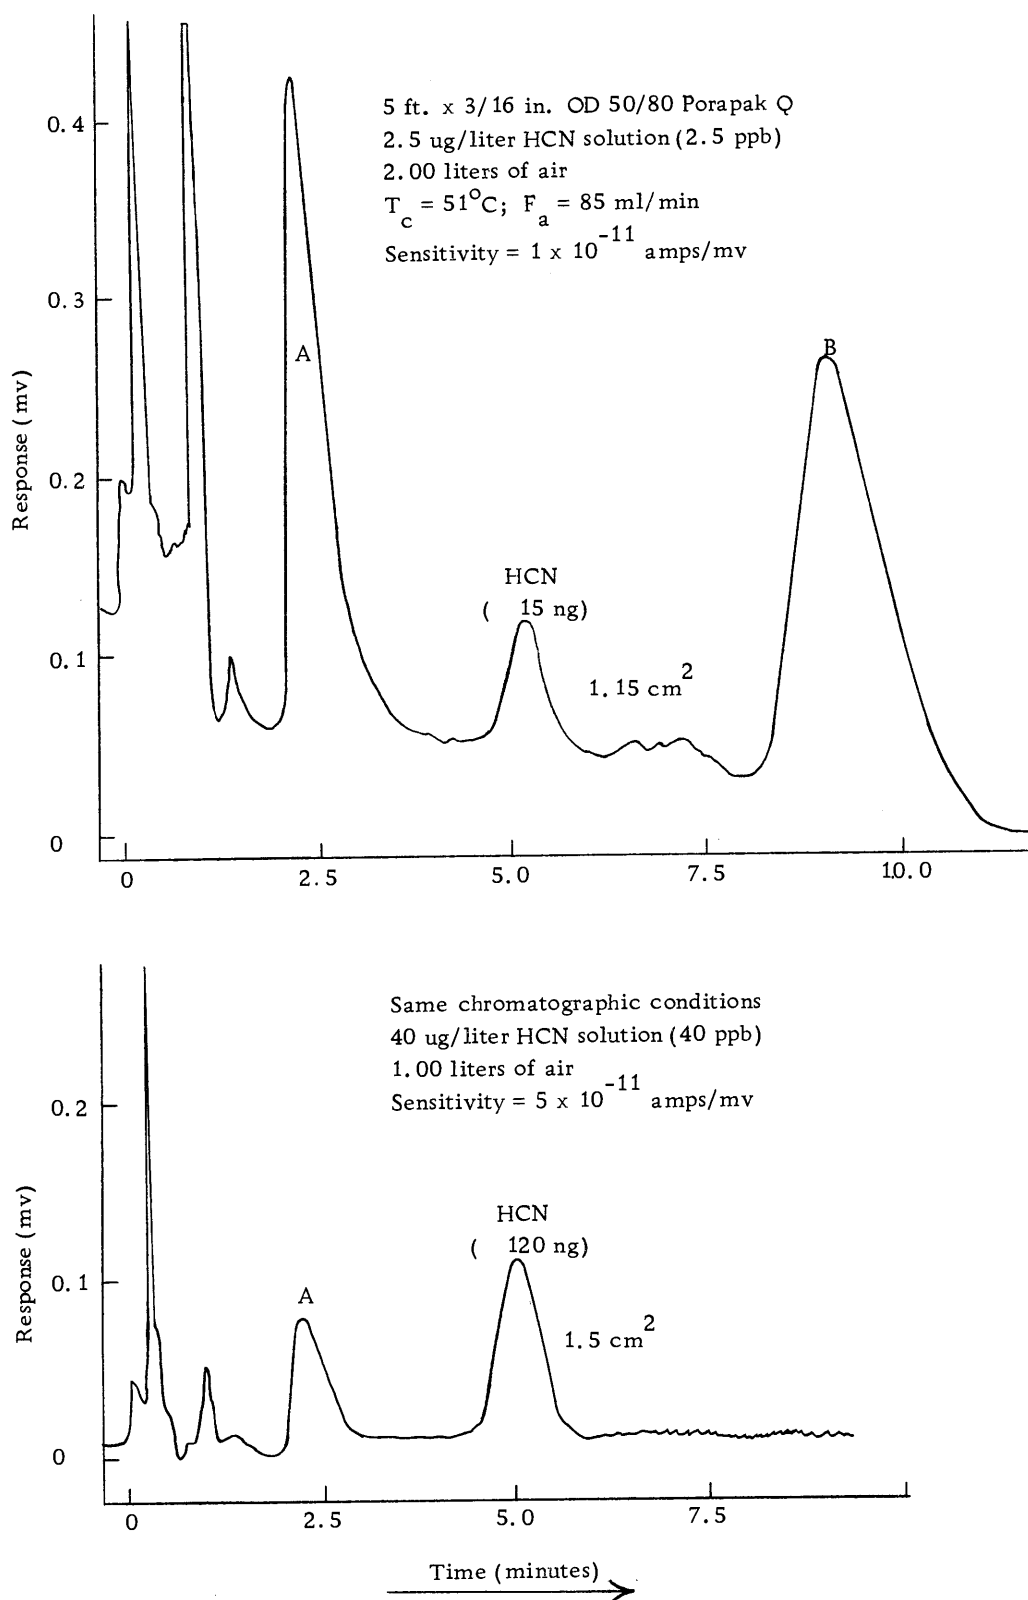 5 ft. x 3/16 in. OD 50/80 Porapak Q
2.5 ug/liter HCN solution (2.5 ppb)
2.00 liters of air
T_c = 51°C; F_a = 85 ml/min
Sensitivity = 1 x 10^-11 amps/mv
0.4
0.3
A
B
Response (mv)
0.2
HCN
( 15 ng)
0.1
1.15 cm^2
0
0 2.5 5.0 7.5 10.0
Same chromatographic conditions
40 ug/liter HCN solution (40 ppb)
1.00 liters of air
Sensitivity = 5 x 10^-11 amps/mv
0.2
HCN
( 120 ng)
Response (mv)
0.1
A
1.5 cm^2
0
0 2.5 5.0 7.5
Time (minutes)